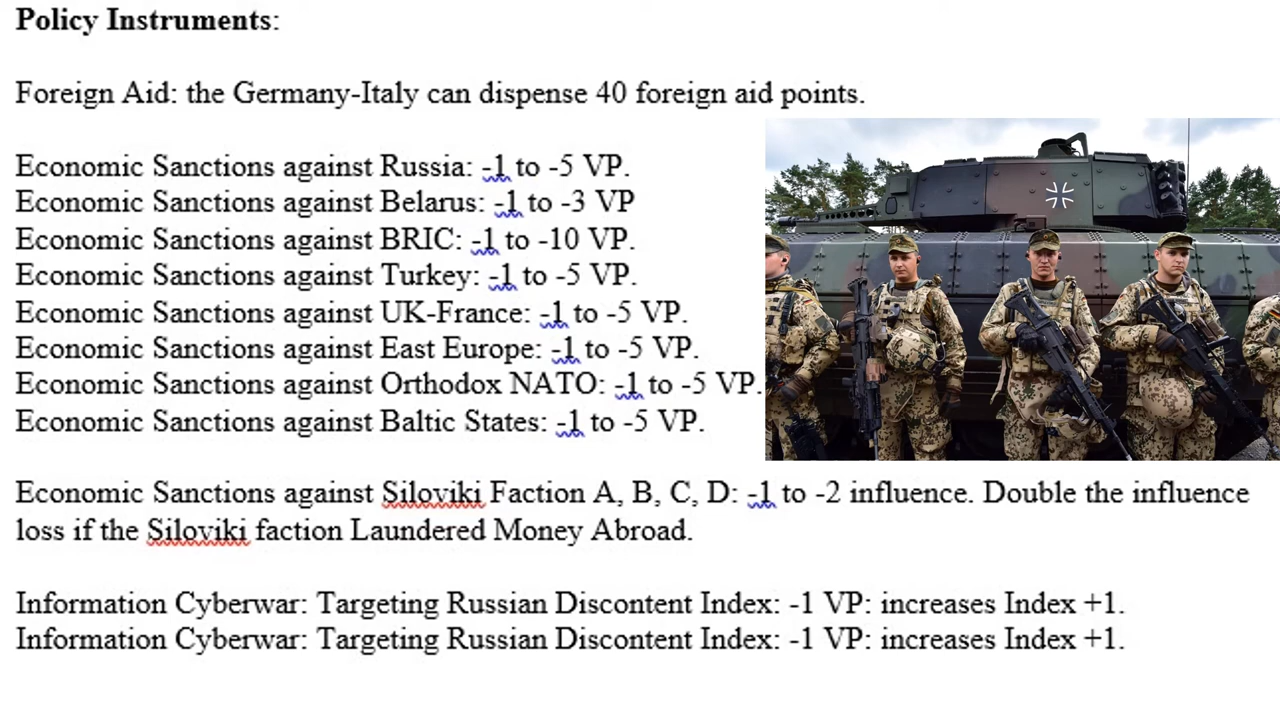 Policy Instruments:
Foreign Aid: the Germany-Italy can dispense 40 foreign aid points.
Economic Sanctions against Russia: -1 to -5 VP.
Economic Sanctions against Belarus: -1 to -3 VP
Economic Sanctions against BRIC: -1 to -10 VP.
Economic Sanctions against Turkey: -1 to -5 VP.
Economic Sanctions against UK-France: -1 to -5 VP.
Economic Sanctions against East Europe: -1 to -5 VP.
Economic Sanctions against Orthodox NATO: -1 to -5 VP.
Economic Sanctions against Baltic States: -1 to -5 VP.
Economic Sanctions against Siloviki Faction A, B, C, D: -1 to -2 influence. Double the influence
loss if the Siloviki faction Laundered Money Abroad.
Information Cyberwar: Targeting Russian Discontent Index: -1 VP: increases Index +1.
Information Cyberwar: Targeting Russian Discontent Index: -1 VP: increases Index +1.